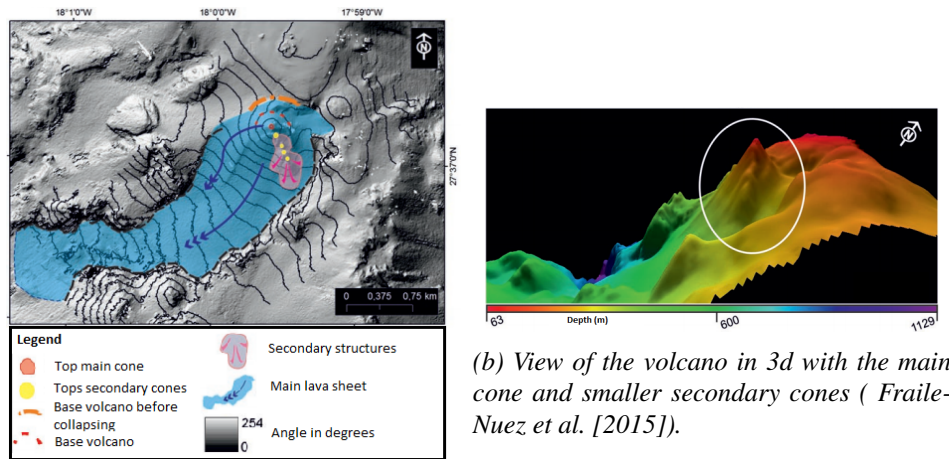 18°1'0"W
18°0'0"W
17°59'0"W
N
27°37'0"N
0 0,375 0,75 km
Legend
Top main cone
Tops secondary cones
Base volcano before
collapsing
Base volcano
Secondary structures
Main lava sheet
254
0
Angle in degrees
N
63
Depth (m)
600
1129
(b) View of the volcano in 3d with the main
cone and smaller secondary cones ( Fraile-
Nuez et al. [2015]).